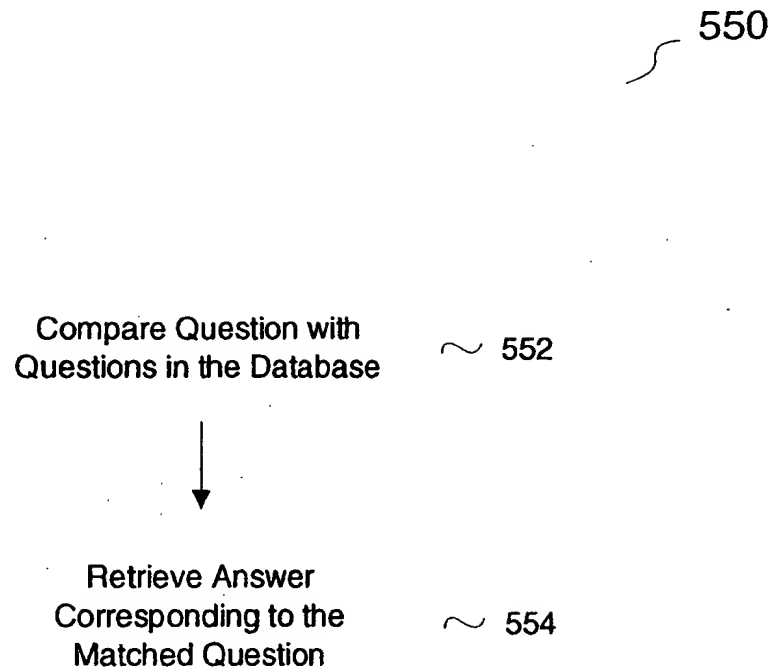 550
Compare Question with
Questions in the Database
552
Retrieve Answer
Corresponding to the
Matched Question
554